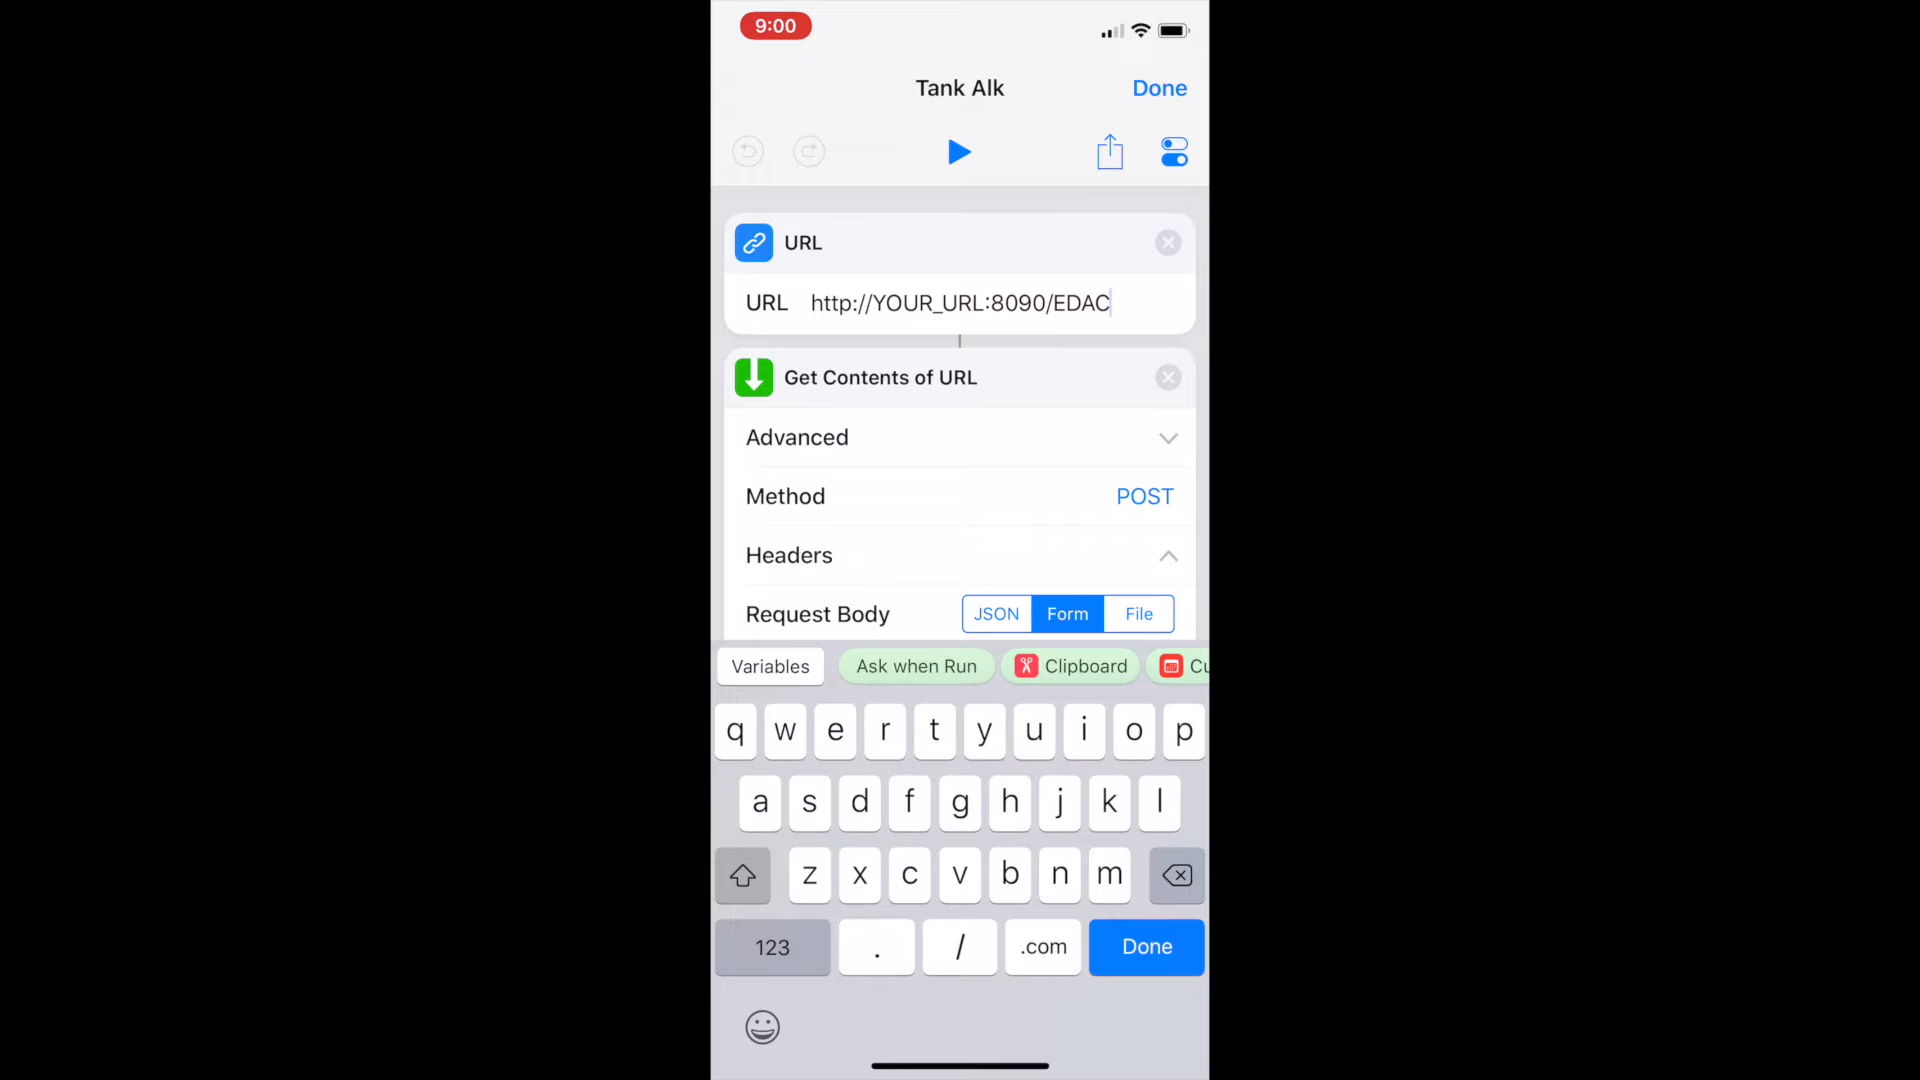 9:00
Tank Alk
Done
URL
URL http://YOUR_URL:8090/EDAC
Get Contents of URL
Advanced
Method POST
Headers
Request Body JSON Form File
Variables Ask when Run Clipboard Cu
q w e r t y u i o p
a s d f g h j k l
z x c v b n m
123 . / .com Done